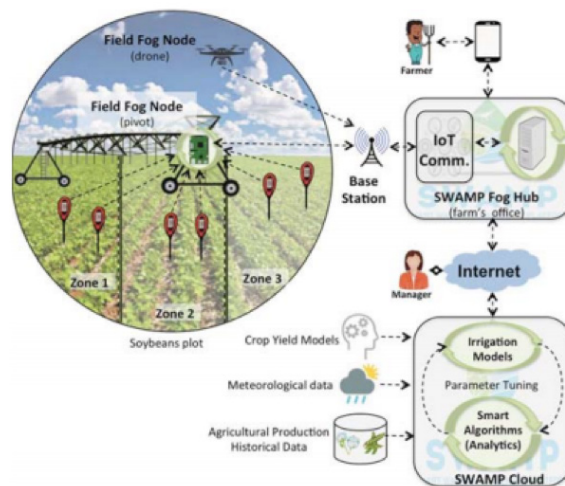 Field Fog Node
(drone)
Field Fog Node
(pivot)
Zone 1
Zone 2
Zone 3
Soybeans plot
Base
Station
Farmer
IoT
Comm.
SWAMP
SWAMP Fog Hub
(farm's office)
Manager
Internet
Crop Yield Models
Meteorological data
Agricultural Production
Historical Data
Irrigation
Models
Parameter Tuning
Smart
Algorithms
(Analytics)
SWAMP
SWAMP Cloud